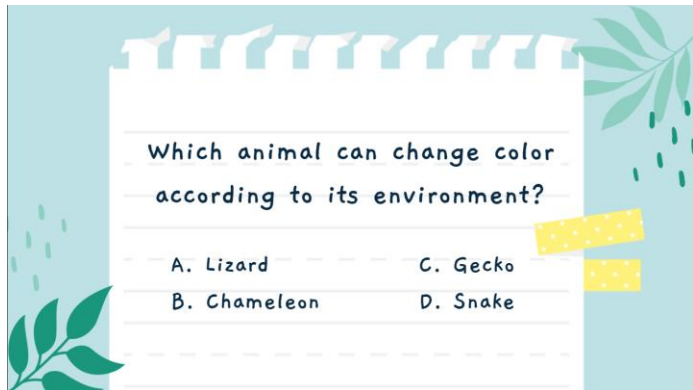 Which animal can change color
according to its environment?
A. Lizard
B. Chameleon
C. Gecko
D. Snake